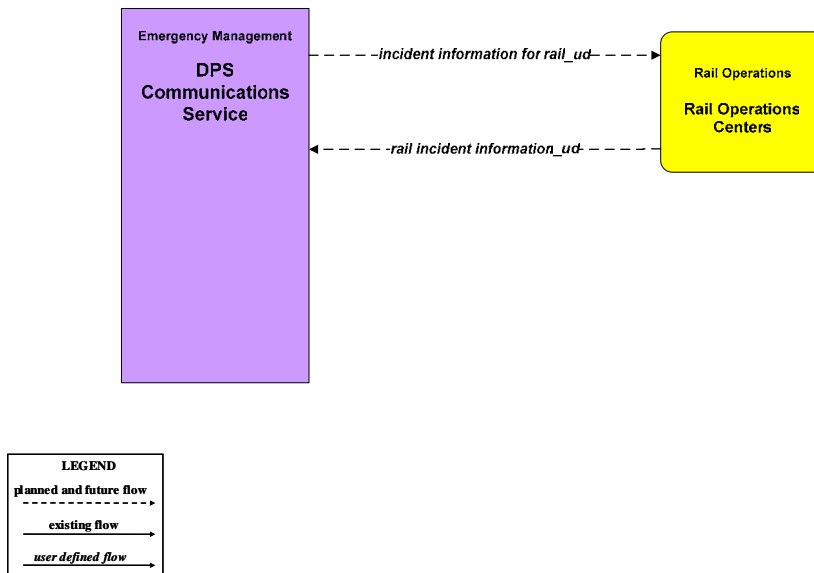 Emergency Management
DPS
Communications
Service
incident information for rail_ud
Rail Operations
Rail Operations
Centers
rail incident information_ud
LEGEND
planned and future flow
existing flow
user defined flow